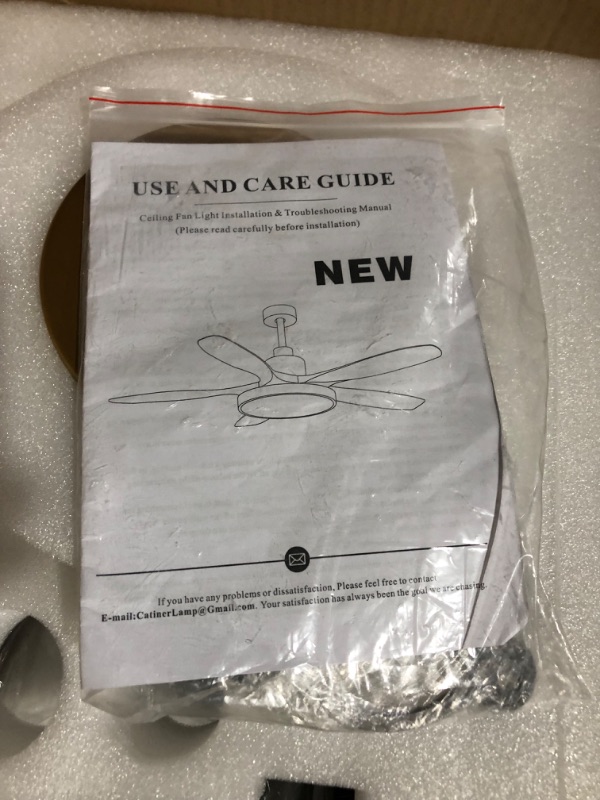 USE AND CARE GUIDE
Ceiling Fan Light Installation & Troubleshooting Manual
(Please read carefully before installation)
NEW
If you have any problems or dissatisfaction, Please feel free to contact
E-mail:CatinerLamp@Gmail.com. Your satisfaction has always been the goal we are chasing.